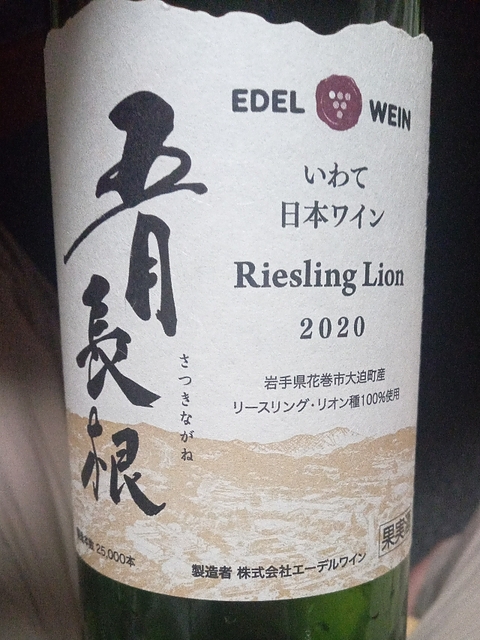 五月長根
さつきながね
EDEL WEIN
いわて
日本ワイン
Riesling Lion
2020
岩手県花巻市大迫町産
リースリング・リオン種100%使用
25,000本
製造者 株式会社エーデルワイン
果実